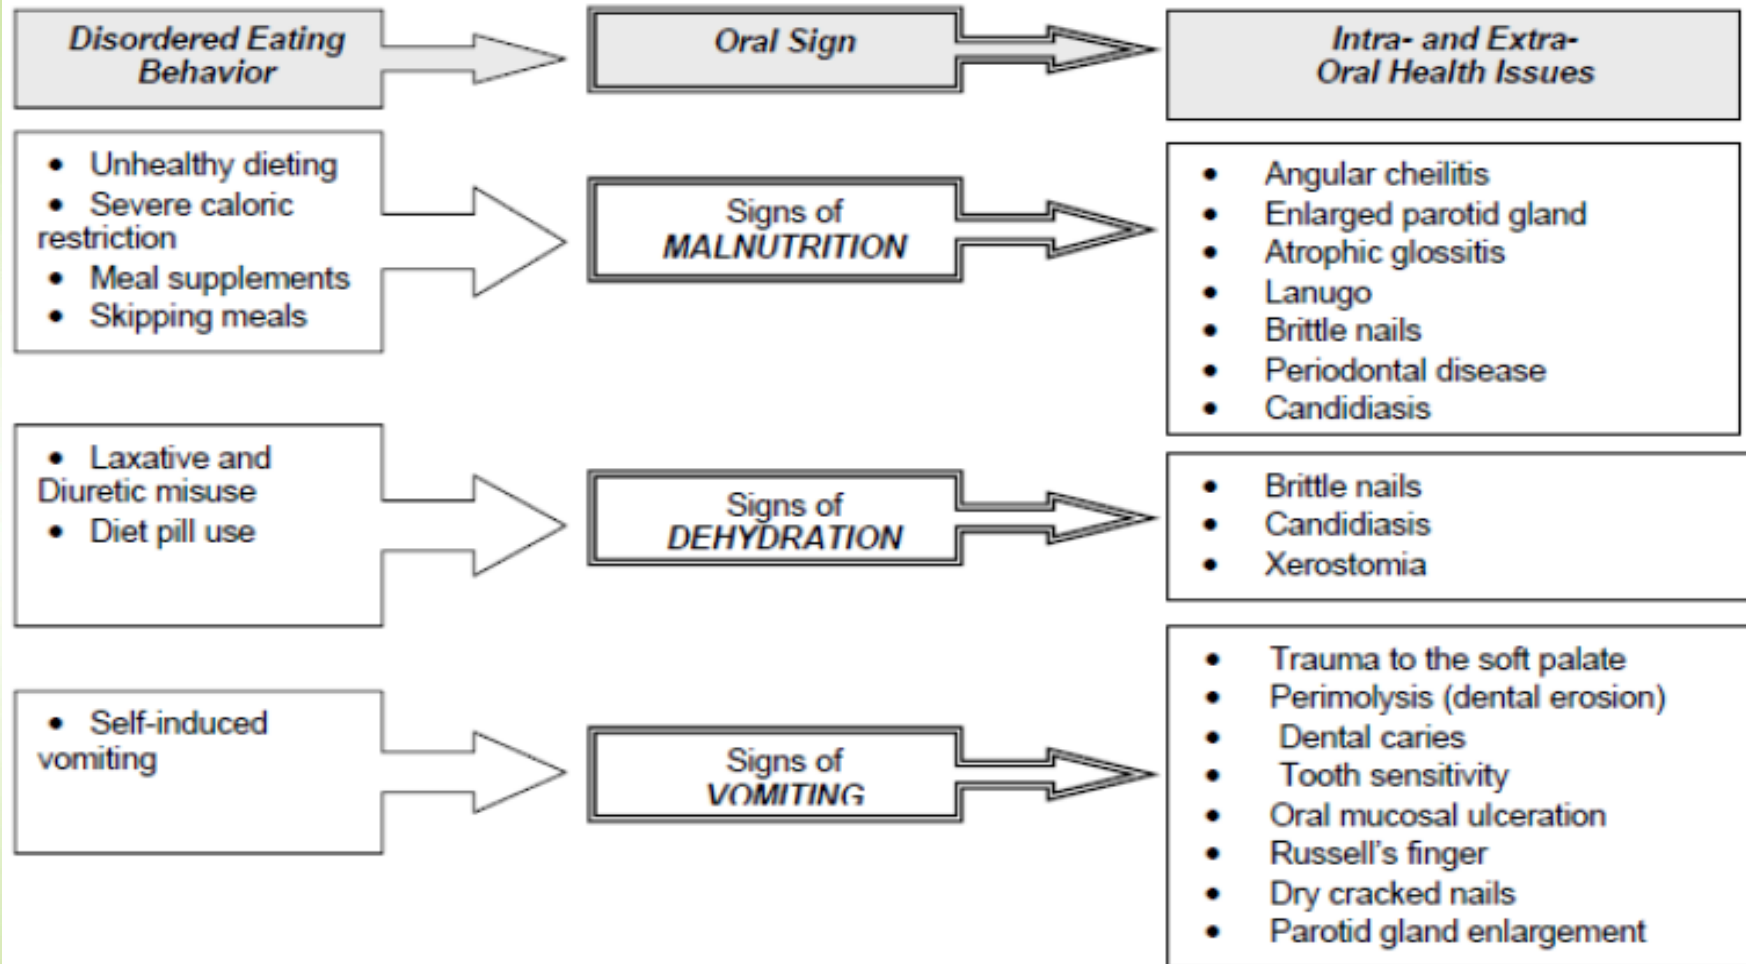 Disordered Eating
Behavior
Oral Sign
Intra- and Extra-
Oral Health Issues
• Unhealthy dieting
• Severe caloric
restriction
• Meal supplements
• Skipping meals
Signs of
MALNUTRITION
• Angular cheilitis
• Enlarged parotid gland
• Atrophic glossitis
• Lanugo
• Brittle nails
• Periodontal disease
• Candidiasis
• Laxative and
Diuretic misuse
• Diet pill use
Signs of
DEHYDRATION
• Brittle nails
• Candidiasis
• Xerostomia
• Self-induced
vomiting
Signs of
VOMITING
• Trauma to the soft palate
• Perimolysis (dental erosion)
• Dental caries
• Tooth sensitivity
• Oral mucosal ulceration
• Russell's finger
• Dry cracked nails
• Parotid gland enlargement